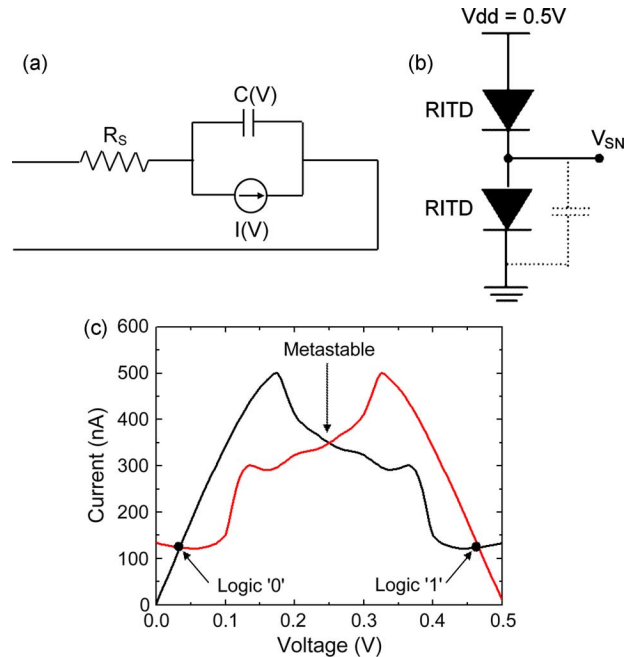 (a)
C(V)
R_S
I(V)
Vdd = 0.5V
(b)
RITD
V_SN
RITD
(c)
600
500
400
300
200
100
0
Current (nA)
Metastable
Logic '0'
Logic '1'
0.0
0.1
0.2
0.3
0.4
0.5
Voltage (V)